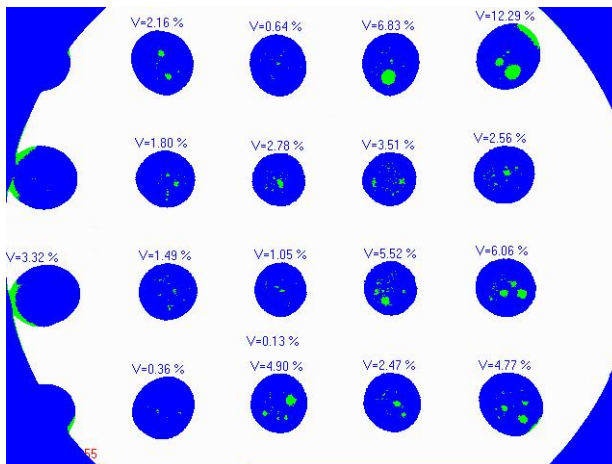 V=2.16 % V=0.64 % V=6.83 % V=12.29 %
V=1.80 % V=2.78 % V=3.51 % V=2.56 %
V=3.32 % V=1.49 % V=1.05 % V=5.52 % V=6.06 %
V=0.13 %
V=0.36 % V=4.90 % V=2.47 % V=4.77 %
55